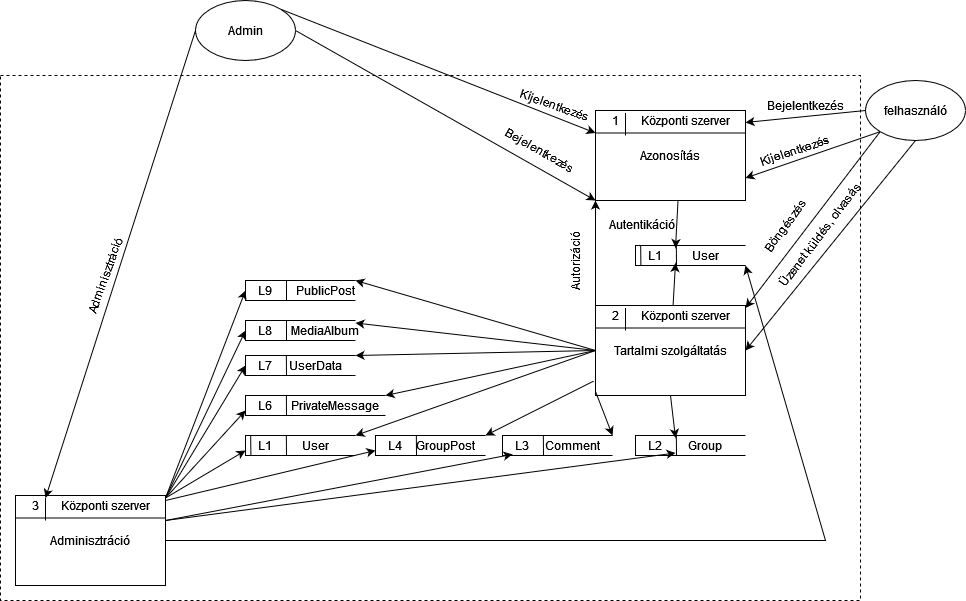 Admin
felhasználó
Kijelentkezés
Bejelentkezés
Bejelentkezés
Kijelentkezés
1 Központi szerver
Azonosítás
Autentikáció
Autorizáció
Böngészés
Üzenet küldés, olvasás
Adminisztráció
L1 User
2 Központi szerver
Tartalmi szolgáltatás
L9 PublicPost
L8 MediaAlbum
L7 UserData
L6 PrivateMessage
L1 User
L4 GroupPost
L3 Comment
L2 Group
3 Központi szerver
Adminisztráció